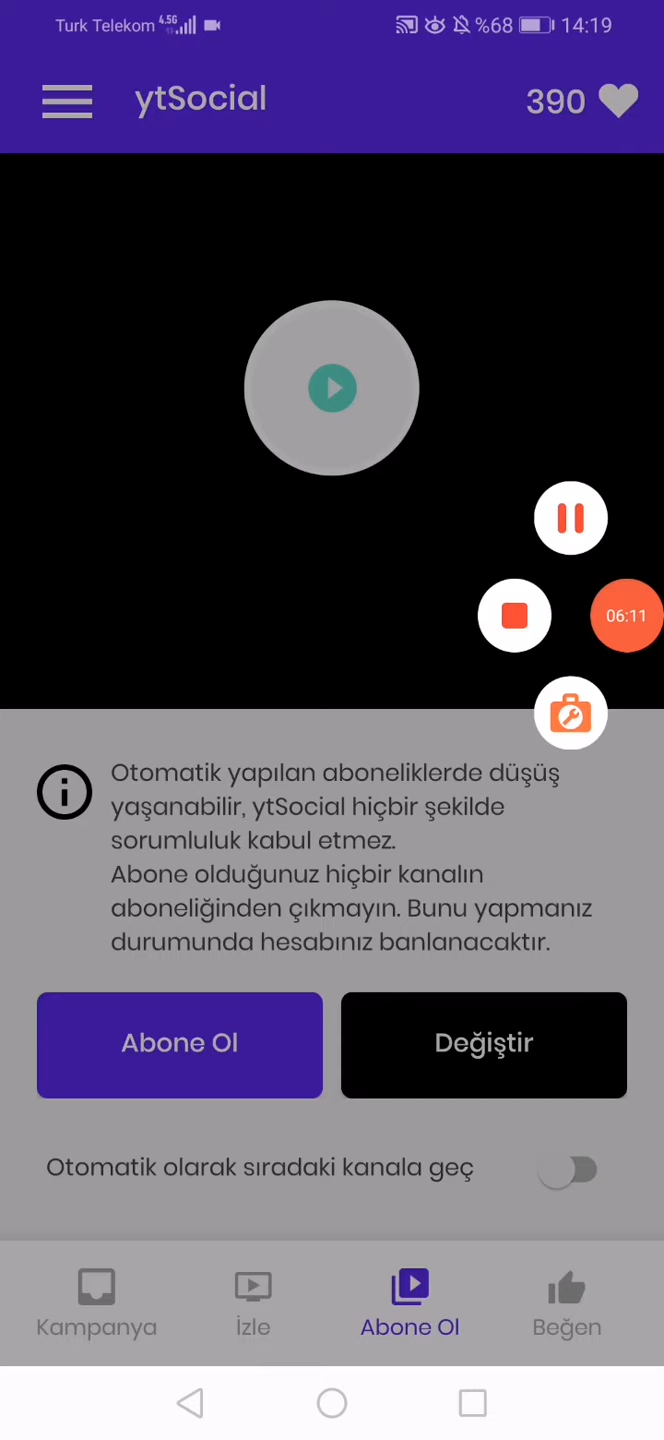 Turk Telekom 4.5G %68 14:19
ytSocial 390
06:11
Otomatik yapılan aboneliklerde düşüş
yaşanabilir, ytSocial hiçbir şekilde
sorumluluk kabul etmez.
Abone olduğunuz hiçbir kanalın
aboneliğinden çıkmayın. Bunu yapmanız
durumunda hesabınız banlanacaktır.
Abone Ol Değiştir
Otomatik olarak sıradaki kanala geç
Kampanya İzle Abone Ol Beğen